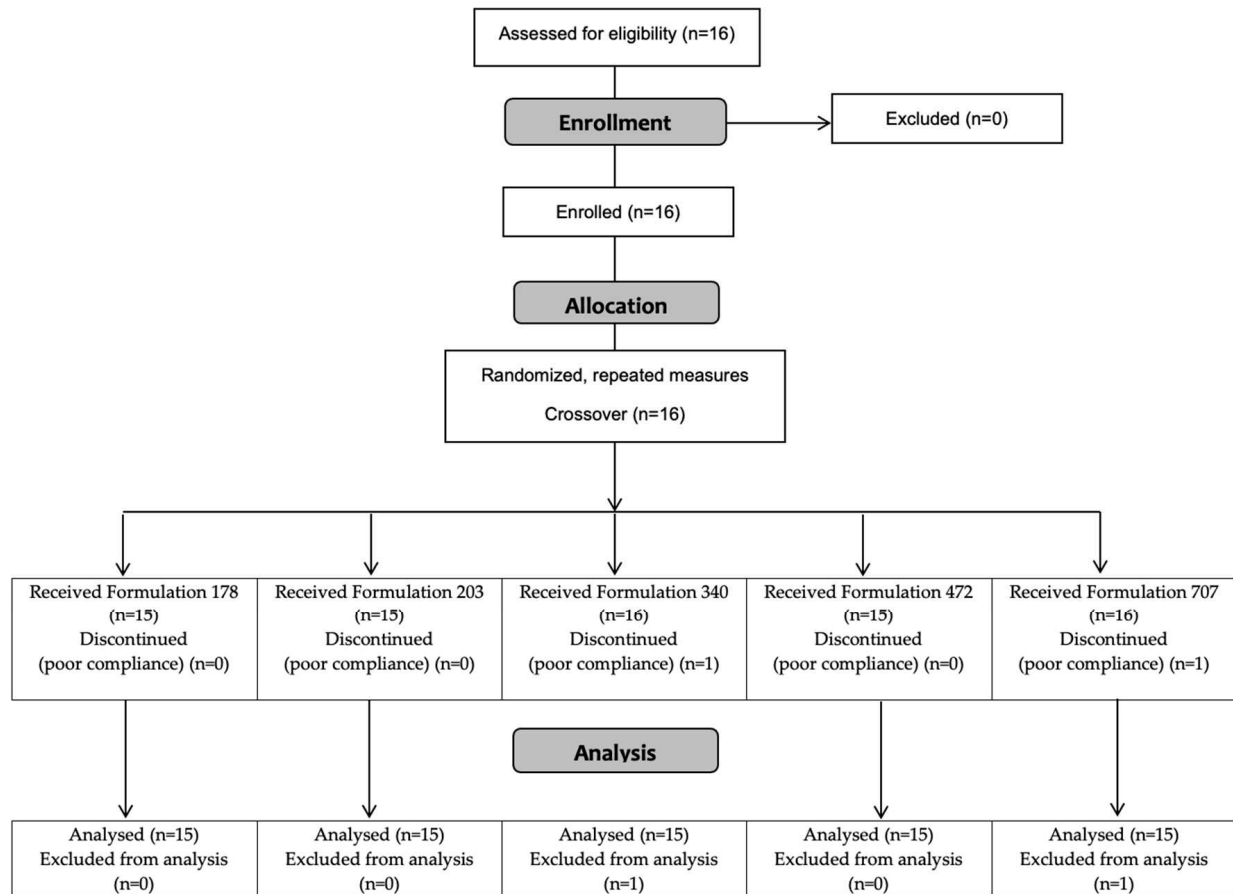 Assessed for eligibility (n=16)
Enrollment
Excluded (n=0)
Enrolled (n=16)
Allocation
Randomized, repeated measures
Crossover (n=16)
Received Formulation 178
(n=15)
Discontinued
(poor compliance) (n=0)
Received Formulation 203
(n=15)
Discontinued
(poor compliance) (n=0)
Received Formulation 340
(n=16)
Discontinued
(poor compliance) (n=1)
Received Formulation 472
(n=15)
Discontinued
(poor compliance) (n=0)
Received Formulation 707
(n=16)
Discontinued
(poor compliance) (n=1)
Analysis
Analysed (n=15)
Excluded from analysis
(n=0)
Analysed (n=15)
Excluded from analysis
(n=0)
Analysed (n=15)
Excluded from analysis
(n=1)
Analysed (n=15)
Excluded from analysis
(n=0)
Analysed (n=15)
Excluded from analysis
(n=1)